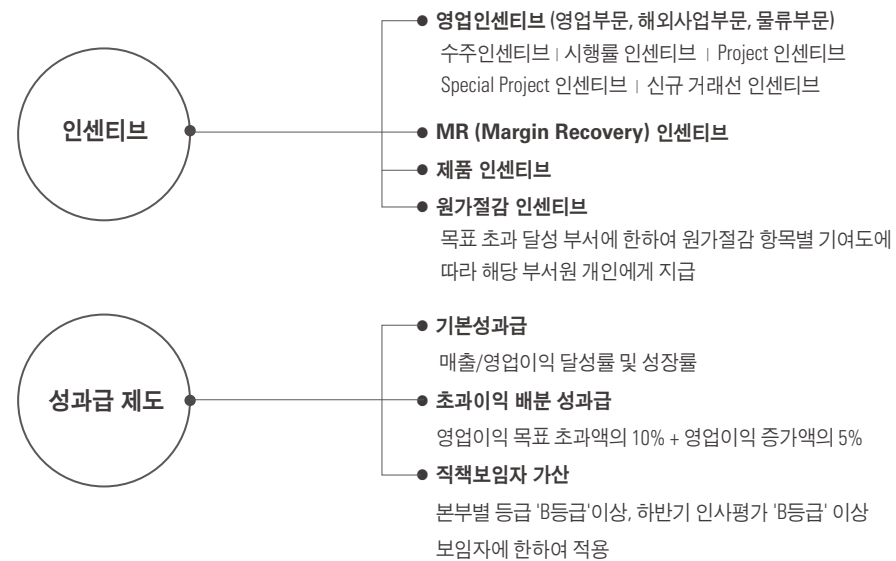 인센티브
영업인센티브 (영업부문, 해외사업부문, 물류부문)
수주인센티브 | 시행률 인센티브 | Project 인센티브
Special Project 인센티브 | 신규 거래선 인센티브
MR (Margin Recovery) 인센티브
제품 인센티브
원가절감 인센티브
목표 초과 달성 부서에 한하여 원가절감 항목별 기여도에
따라 해당 부서원 개인에게 지급
성과급 제도
기본성과급
매출/영업이익 달성률 및 성장률
초과이익 배분 성과급
영업이익 목표 초과액의 10% + 영업이익 증가액의 5%
직책보임자 가산
본부별 등급 'B등급'이상, 하반기 인사평가 'B등급' 이상
보임자에 한하여 적용